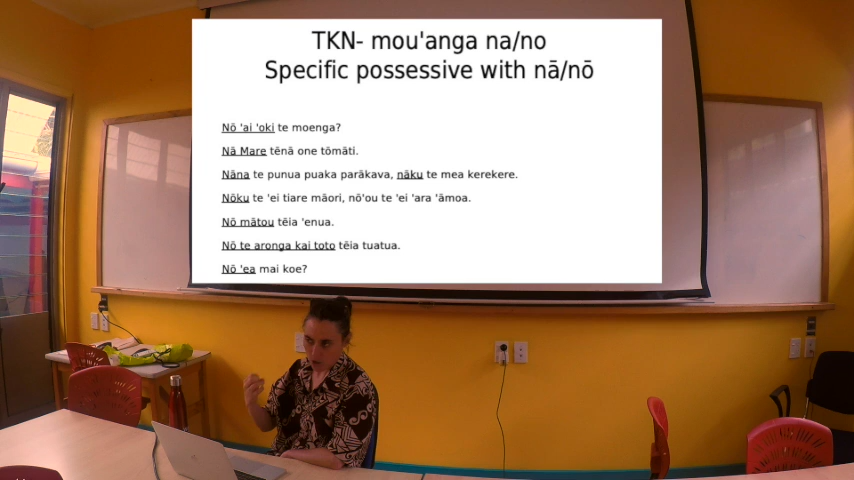 TKN- mou'anga na/no
Specific possessive with nā/nō
Nō 'ai 'oki te moenga?
Nā Mare tēnā one tōmāti.
Nāna te punua puaka parākava, nāku te mea kerekere.
Nōku te 'ei tiare māori, nō'ou te 'ei 'ara 'āmoa.
Nō mātou tēia 'enua.
Nō te aronga kai toto tēia tuatua.
Nō 'ea mai koe?